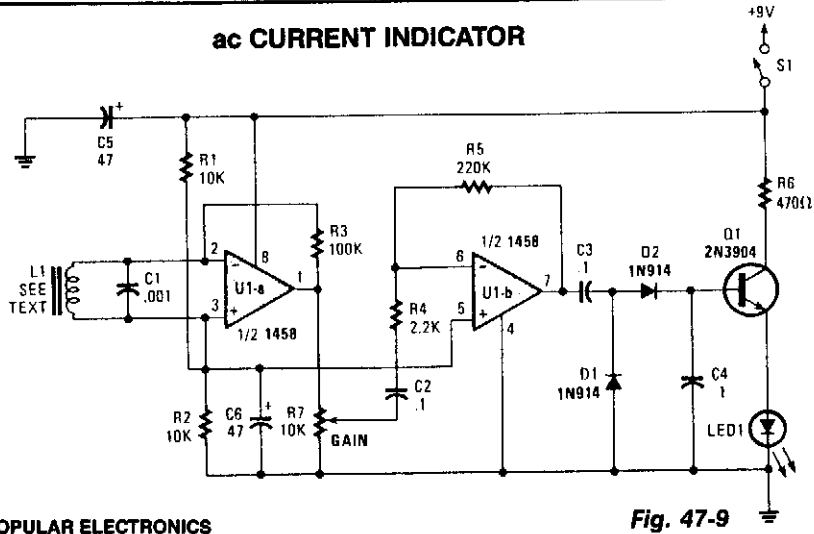 ac CURRENT INDICATOR
+9V
S1
C5
47
+
R1
10K
R5
220K
R6
470Ω
R3
100K
L1
SEE
TEXT
C1
.001
2
8
1
3
U1-a
1/2 1458
1/2 1458
6
7
5
4
U1-b
R4
2.2K
C3
.1
D2
1N914
Q1
2N3904
D1
1N914
C4
C2
.1
R2
10K
C6
47
+
R7
10K
GAIN
LED1
OPULAR ELECTRONICS
Fig. 47-9